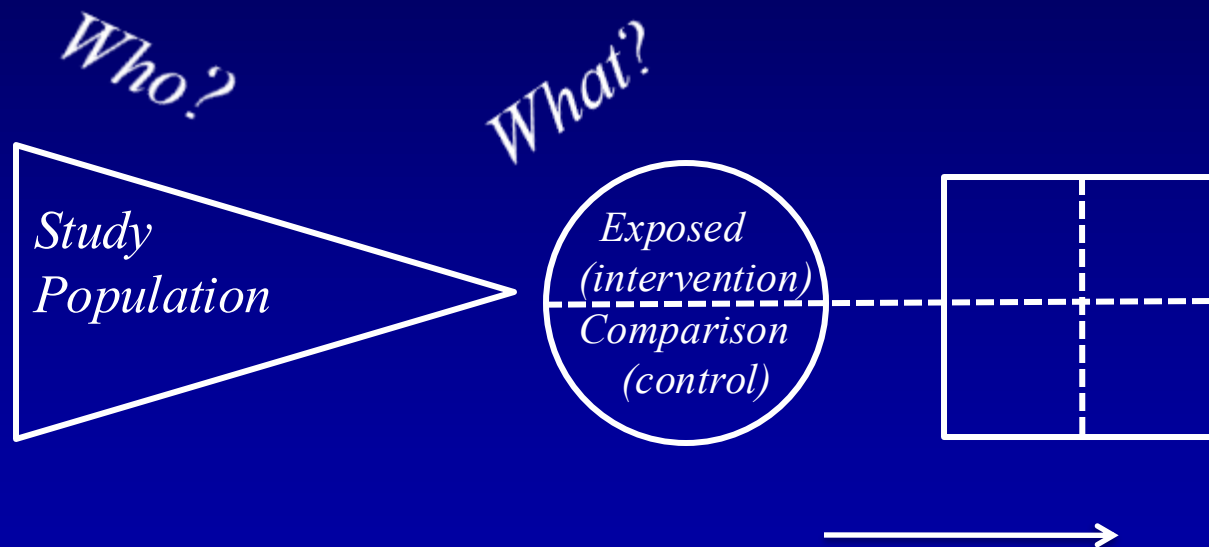 Who?
What?
Study
Population
Exposed
(intervention)
Comparison
(control)